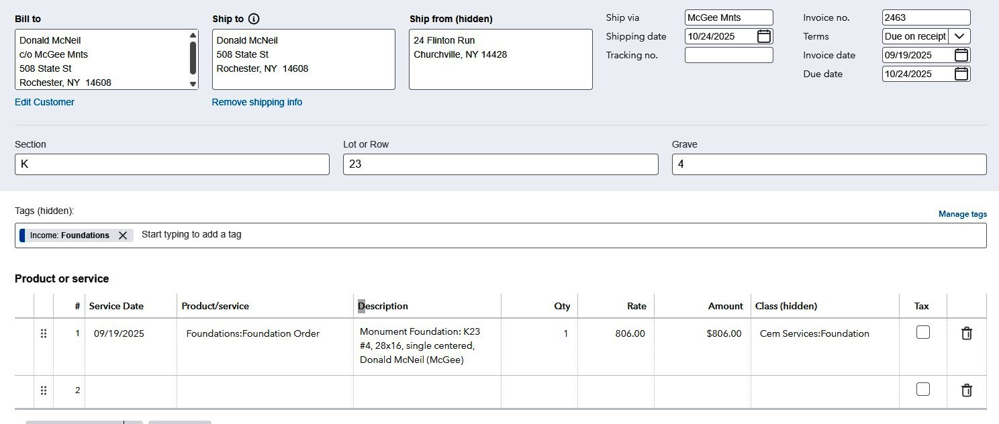 Bill to
Donald McNeil
c/o McGee Mnts
508 State St
Rochester, NY  14608
Edit Customer
Ship to
Donald McNeil
508 State St
Rochester, NY  14608
Remove shipping info
Ship from (hidden)
24 Flinton Run
Churchville, NY 14428
Ship via McGee Mnts
Shipping date 10/24/2025
Tracking no.
Invoice no. 2463
Terms Due on receipt
Invoice date 09/19/2025
Due date 10/24/2025
Section
K
Lot or Row
23
Grave
4
Tags (hidden):
Manage tags
Income: Foundations Start typing to add a tag
Product or service
# Service Date Product/service Description Qty Rate Amount Class (hidden) Tax
1 09/19/2025 Foundations:Foundation Order Monument Foundation: K23 1 806.00 $806.00 Cem Services:Foundation
#4, 28x16, single centered,
Donald McNeil (McGee)
2